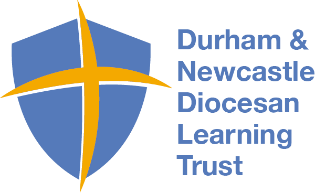 Durham &
Newcastle
Diocesan
Learning
Trust